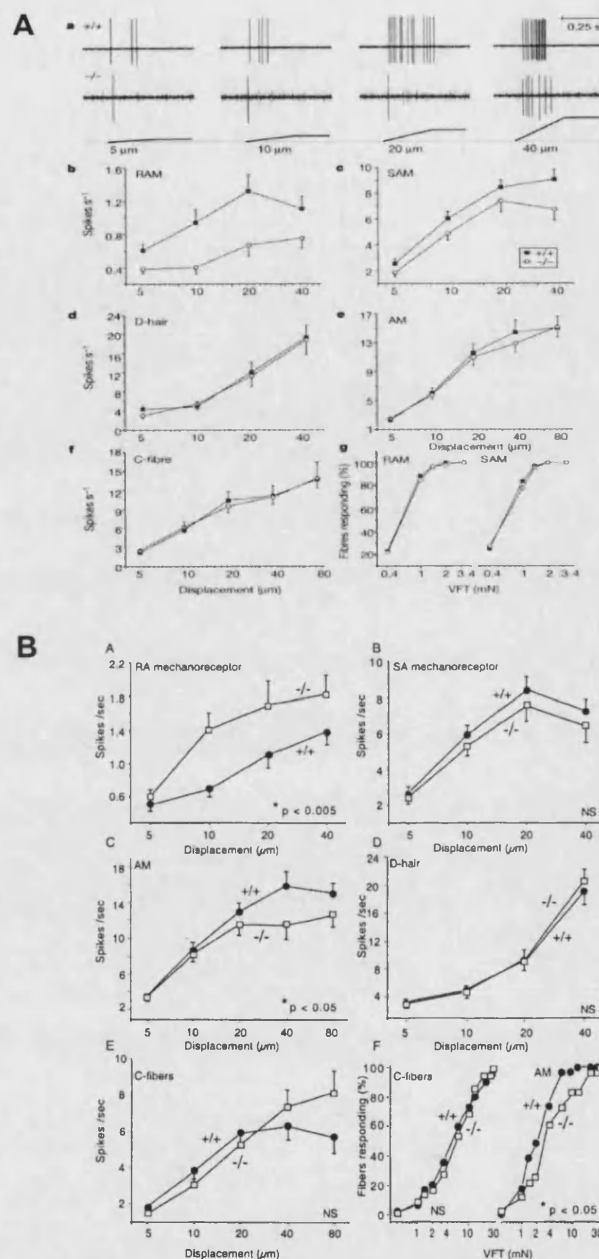 A
a +/+
0.25 s
-/-
5 µm 10 µm 20 µm 40 µm
b RAM
Spikes s⁻¹
1.6
1.2
0.8
0.4
5 10 20 40
c SAM
10
8
6
4
2
+/+
-/-
5 10 20 40
d D-hair
Spikes s⁻¹
24
20
16
12
8
4
0
5 10 20 40
e AM
17
13
9
5
1
5 10 20 40 80
Displacement (µm)
f C-fibre
Spikes s⁻¹
15
12
9
6
3
0
5 10 20 40 60
Displacement (µm)
g RAM SAM
Fibres responding (%)
100
80
60
40
20
0.4 1 2 3 4 0.4 1 2 3 4
VFT (mN)
B
A
RA mechanoreceptor
Spikes /sec
2.2
1.8
1.4
1.0
0.6
-/-
+/+
* p < 0.005
5 10 20 40
Displacement (µm)
B
SA mechanoreceptor
Spikes /sec
8
6
4
2
+/+
-/-
NS
5 10 20 40
Displacement (µm)
C
AM
Spikes /sec
16
12
8
4
+/+
-/-
* p < 0.05
5 10 20 40 80
Displacement (µm)
D
D-hair
Spikes/sec
20
16
12
8
4
-/-
+/+
NS
5 10 20 40
Displacement (µm)
E
C-fibers
Spikes/sec
8
6
4
2
+/+
-/-
NS
5 10 20 40 80
Displacement (µm)
F
C-fibers
AM
Fibers responding (%)
100
80
60
40
20
0
+/+
-/-
NS
+/+
-/-
* p < 0.05
1 2 4 10 30 1 2 4 10 30
VFT (mN)